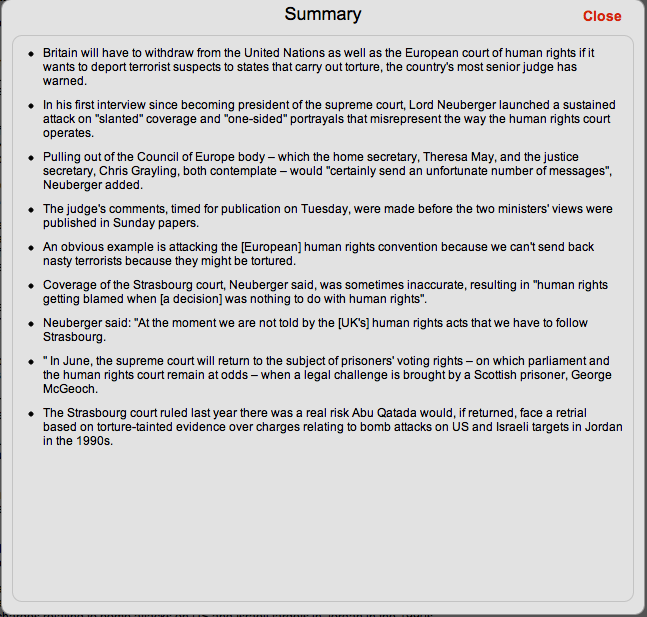 Summary
Close
Britain will have to withdraw from the United Nations as well as the European court of human rights if it
wants to deport terrorist suspects to states that carry out torture, the country's most senior judge has
warned.
In his first interview since becoming president of the supreme court, Lord Neuberger launched a sustained
attack on "slanted" coverage and "one-sided" portrayals that misrepresent the way the human rights court
operates.
Pulling out of the Council of Europe body – which the home secretary, Theresa May, and the justice
secretary, Chris Grayling, both contemplate – would "certainly send an unfortunate number of messages",
Neuberger added.
The judge's comments, timed for publication on Tuesday, were made before the two ministers' views were
published in Sunday papers.
An obvious example is attacking the [European] human rights convention because we can't send back
nasty terrorists because they might be tortured.
Coverage of the Strasbourg court, Neuberger said, was sometimes inaccurate, resulting in "human rights
getting blamed when [a decision] was nothing to do with human rights".
Neuberger said: "At the moment we are not told by the [UK's] human rights acts that we have to follow
Strasbourg.
" In June, the supreme court will return to the subject of prisoners' voting rights – on which parliament and
the human rights court remain at odds – when a legal challenge is brought by a Scottish prisoner, George
McGeoch.
The Strasbourg court ruled last year there was a real risk Abu Qatada would, if returned, face a retrial
based on torture-tainted evidence over charges relating to bomb attacks on US and Israeli targets in Jordan
in the 1990s.